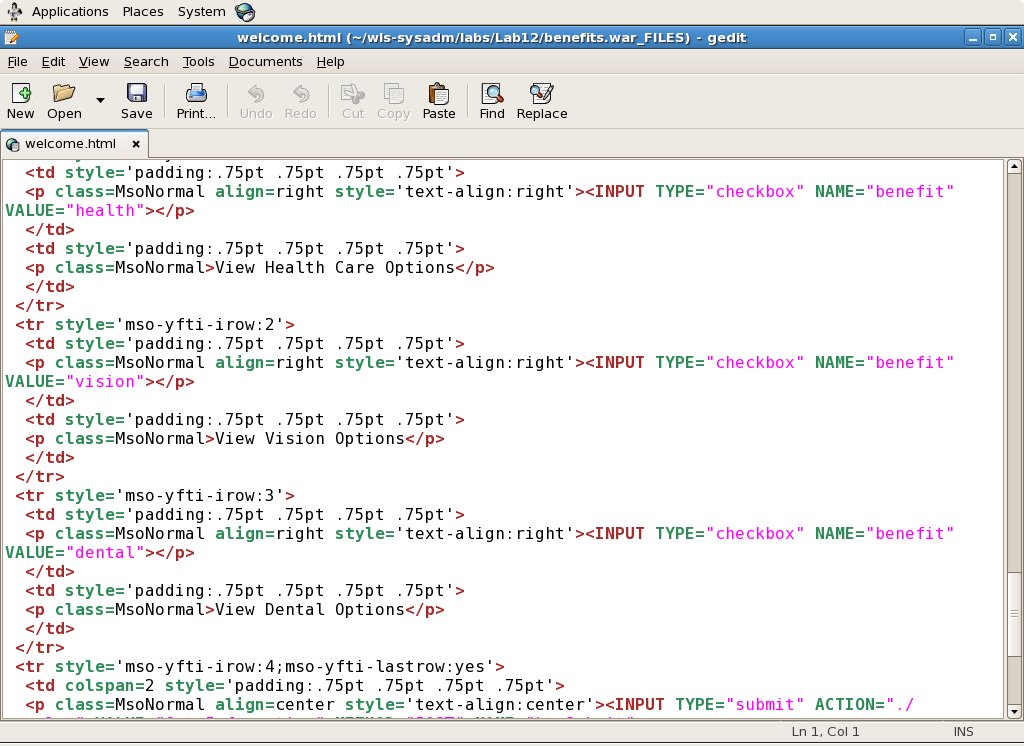 Applications Places System
welcome.html (~/wls-sysadm/labs/Lab12/benefits.war_FILES) - gedit
File Edit View Search Tools Documents Help
New Open Save Print... Undo Redo Cut Copy Paste Find Replace
welcome.html
<td style='padding:.75pt .75pt .75pt .75pt'>
<p class=MsoNormal align=right style='text-align:right'><INPUT TYPE="checkbox" NAME="benefit"
VALUE="health"></p>
</td>
<td style='padding:.75pt .75pt .75pt .75pt'>
<p class=MsoNormal>View Health Care Options</p>
</td>
</tr>
<tr style='mso-yfti-irow:2'>
<td style='padding:.75pt .75pt .75pt .75pt'>
<p class=MsoNormal align=right style='text-align:right'><INPUT TYPE="checkbox" NAME="benefit"
VALUE="vision"></p>
</td>
<td style='padding:.75pt .75pt .75pt .75pt'>
<p class=MsoNormal>View Vision Options</p>
</td>
</tr>
<tr style='mso-yfti-irow:3'>
<td style='padding:.75pt .75pt .75pt .75pt'>
<p class=MsoNormal align=right style='text-align:right'><INPUT TYPE="checkbox" NAME="benefit"
VALUE="dental"></p>
</td>
<td style='padding:.75pt .75pt .75pt .75pt'>
<p class=MsoNormal>View Dental Options</p>
</td>
</tr>
<tr style='mso-yfti-irow:4;mso-yfti-lastrow:yes'>
<td colspan=2 style='padding:.75pt .75pt .75pt .75pt'>
<p class=MsoNormal align=center style='text-align:center'><INPUT TYPE="submit" ACTION="./
Ln 1, Col 1 INS